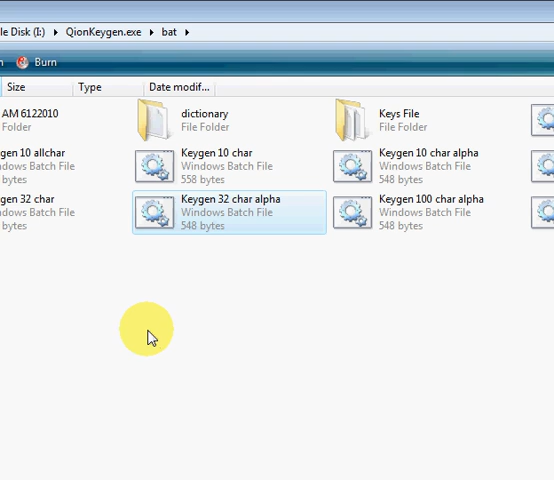 le Disk (I:) QionKeygen.exe bat
n Burn
Size Type Date modif...
AM 6122010 dictionary Keys File
Folder File Folder File Folder
gen 10 allchar Keygen 10 char Keygen 10 char alpha
ndows Batch File Windows Batch File Windows Batch File
bytes 558 bytes 548 bytes
gen 32 char Keygen 32 char alpha Keygen 100 char alpha
ndows Batch File Windows Batch File Windows Batch File
bytes 548 bytes 548 bytes